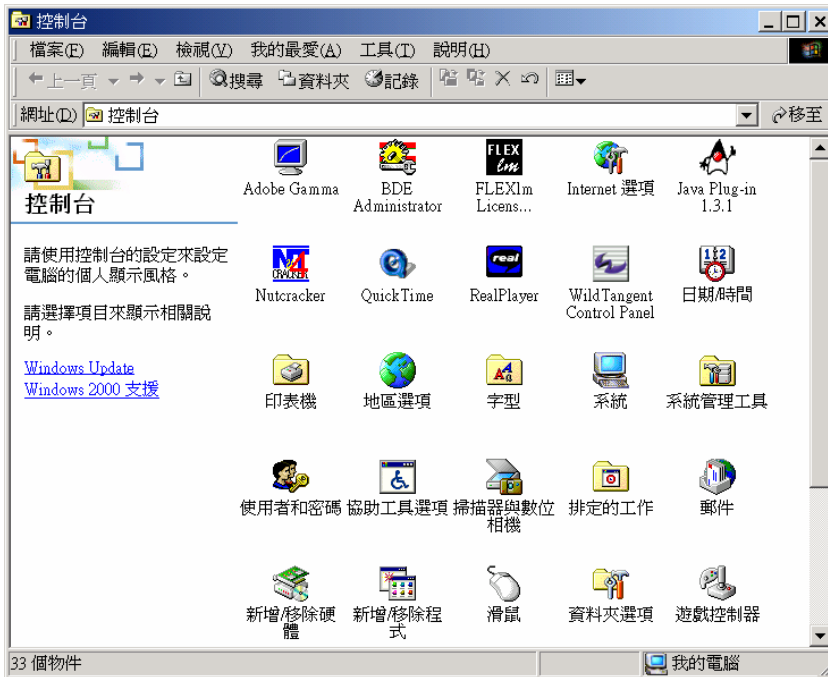 控制台
檔案(F) 編輯(E) 檢視(V) 我的最愛(A) 工具(T) 說明(H)
上一頁 搜尋 資料夾 記錄
網址(D) 控制台 移至
控制台
請使用控制台的設定來設定
電腦的個人顯示風格。
請選擇項目來顯示相關說
明。
Windows Update
Windows 2000 支援
Adobe Gamma
BDE
Administrator
FLEX
lm
FLEXlm
Licens...
Internet 選項
Java Plug-in
1.3.1
NT
4
CRACKER
Nutcracker
QuickTime
real
RealPlayer
WildTangent
Control Panel
1 2
日期/時間
印表機
地區選項
字型
系統
系統管理工具
使用者和密碼
協助工具選項
掃描器與數位
相機
排定的工作
郵件
新增/移除硬
體
新增/移除程
式
滑鼠
資料夾選項
遊戲控制器
33 個物件
我的電腦